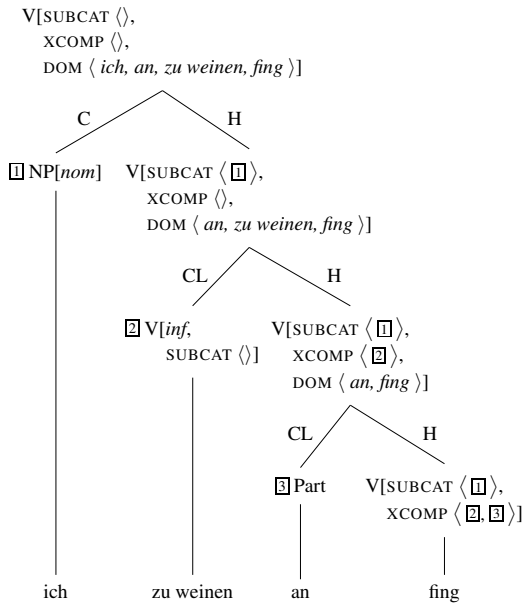 V[SUBCAT ⟨⟩,
XCOMP ⟨⟩,
DOM ⟨ ich, an, zu weinen, fing ⟩]
C H
1 NP[nom] V[SUBCAT ⟨ 1 ⟩,
XCOMP ⟨⟩,
DOM ⟨ an, zu weinen, fing ⟩]
CL H
2 V[inf, V[SUBCAT ⟨ 1 ⟩,
SUBCAT ⟨⟩] XCOMP ⟨ 2 ⟩,
DOM ⟨ an, fing ⟩]
CL H
3 Part V[SUBCAT ⟨ 1 ⟩,
XCOMP ⟨ 2, 3 ⟩]
ich zu weinen an fing